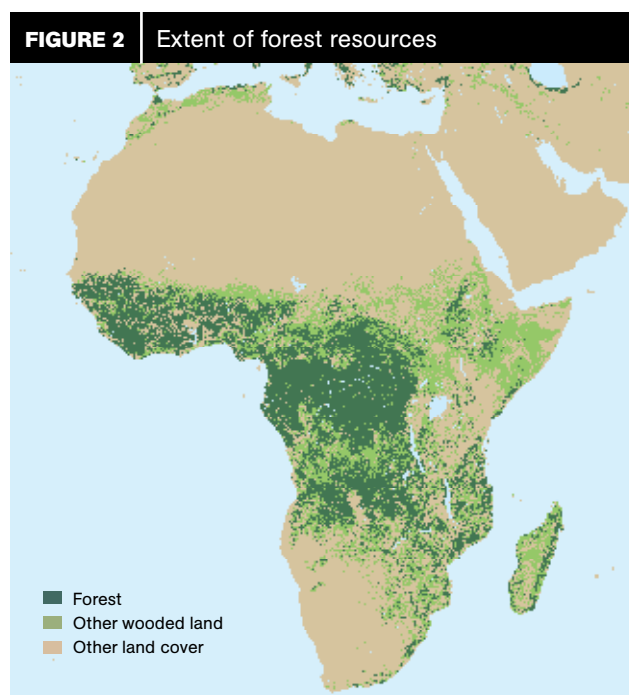 FIGURE 2 Extent of forest resources
Forest
Other wooded land
Other land cover